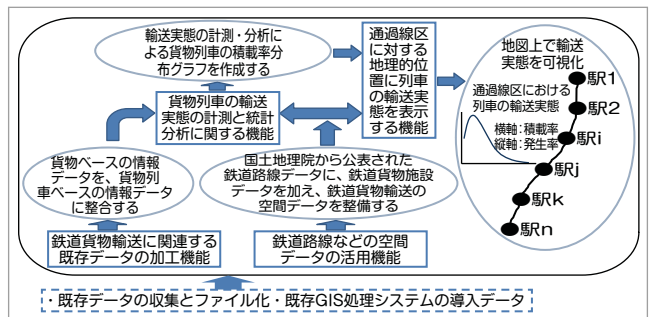 輸送実態の計測・分析に
よる貨物列車の積載率分
布グラフを作成する
通過線区
に対する
地理的位
置に列車
の輸送実
態を表示
する機能
地図上で輸送
実態を可視化
通過線区における
列車の輸送実態
横軸：積載率
縦軸：発生率
駅1
駅2
駅i
駅j
駅k
駅n
貨物列車の輸送
実態の計測と統計
分析に関する機能
貨物ベースの情報
データを、貨物列
車ベースの情報データ
に整合する
国土地理院から公表された
鉄道路線データに、鉄道貨物施設
データを加え、鉄道貨物輸送の
空間データを整備する
鉄道貨物輸送に関連する
既存データの加工機能
鉄道路線などの空間
データの活用機能
・既存データの収集とファイル化・既存GIS処理システムの導入データ